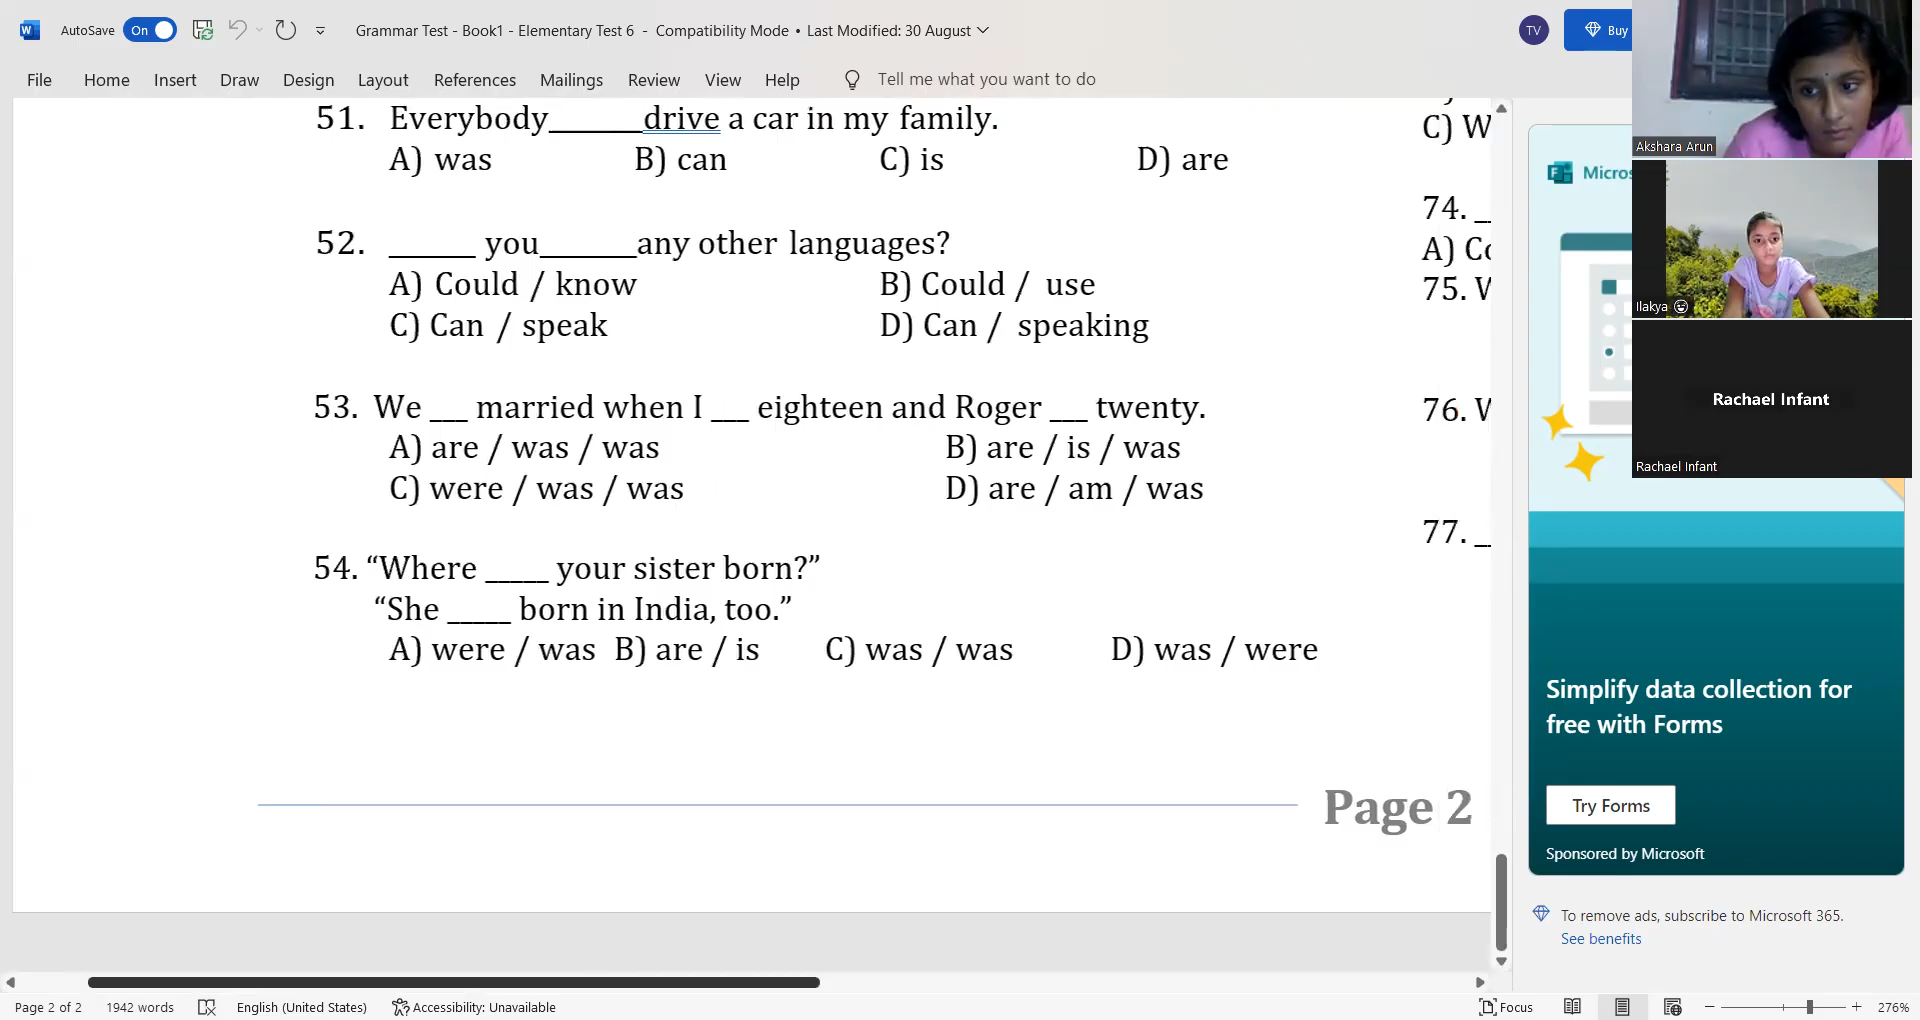 AutoSave On Grammar Test - Book1 - Elementary Test 6 - Compatibility Mode • Last Modified: 30 August TV Buy
File Home Insert Draw Design Layout References Mailings Review View Help Tell me what you want to do
51. Everybody______drive a car in my family.
A) was B) can C) is D) are
52. ______ you______any other languages?
A) Could / know B) Could / use
C) Can / speak D) Can / speaking
53. We ___ married when I ___ eighteen and Roger ___ twenty.
A) are / was / was B) are / is / was
C) were / was / was D) are / am / was
54. “Where _____ your sister born?”
“She _____ born in India, too.”
A) were / was B) are / is C) was / was D) was / were
Page 2
C) W
74. _
A) Co
75. W
76. W
77. _
Akshara Arun
Micros
Ilakya
Rachael Infant
Rachael Infant
Simplify data collection for
free with Forms
Try Forms
Sponsored by Microsoft
To remove ads, subscribe to Microsoft 365.
See benefits
Page 2 of 2 1942 words English (United States) Accessibility: Unavailable Focus 276%